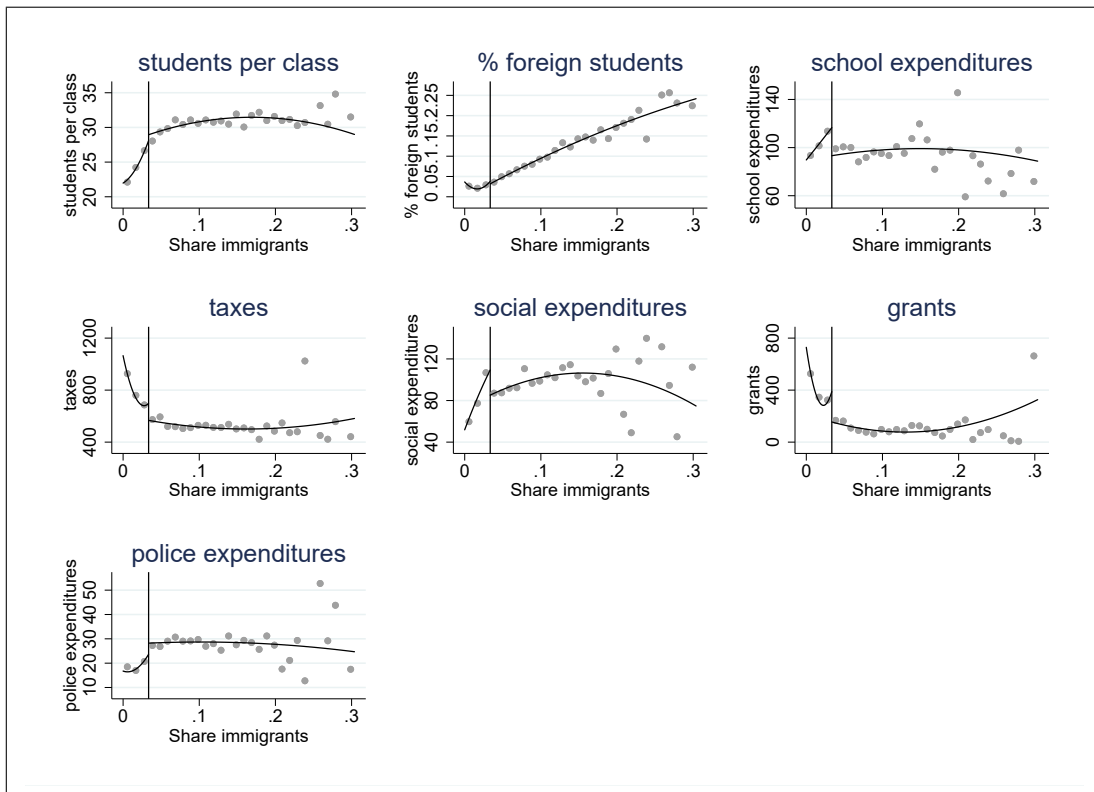 students per class
students per class
35
30
25
20
0 .1 .2 .3
Share immigrants
% foreign students
% foreign students
0 .05 .1 .15 .2 .25
0 .1 .2 .3
Share immigrants
school expenditures
school expenditures
140
100
60
0 .1 .2 .3
Share immigrants
taxes
taxes
1200
800
400
0 .1 .2 .3
Share immigrants
social expenditures
social expenditures
120
80
40
0 .1 .2 .3
Share immigrants
grants
grants
800
400
0
0 .1 .2 .3
Share immigrants
police expenditures
police expenditures
50
40
30
20
10
0 .1 .2 .3
Share immigrants